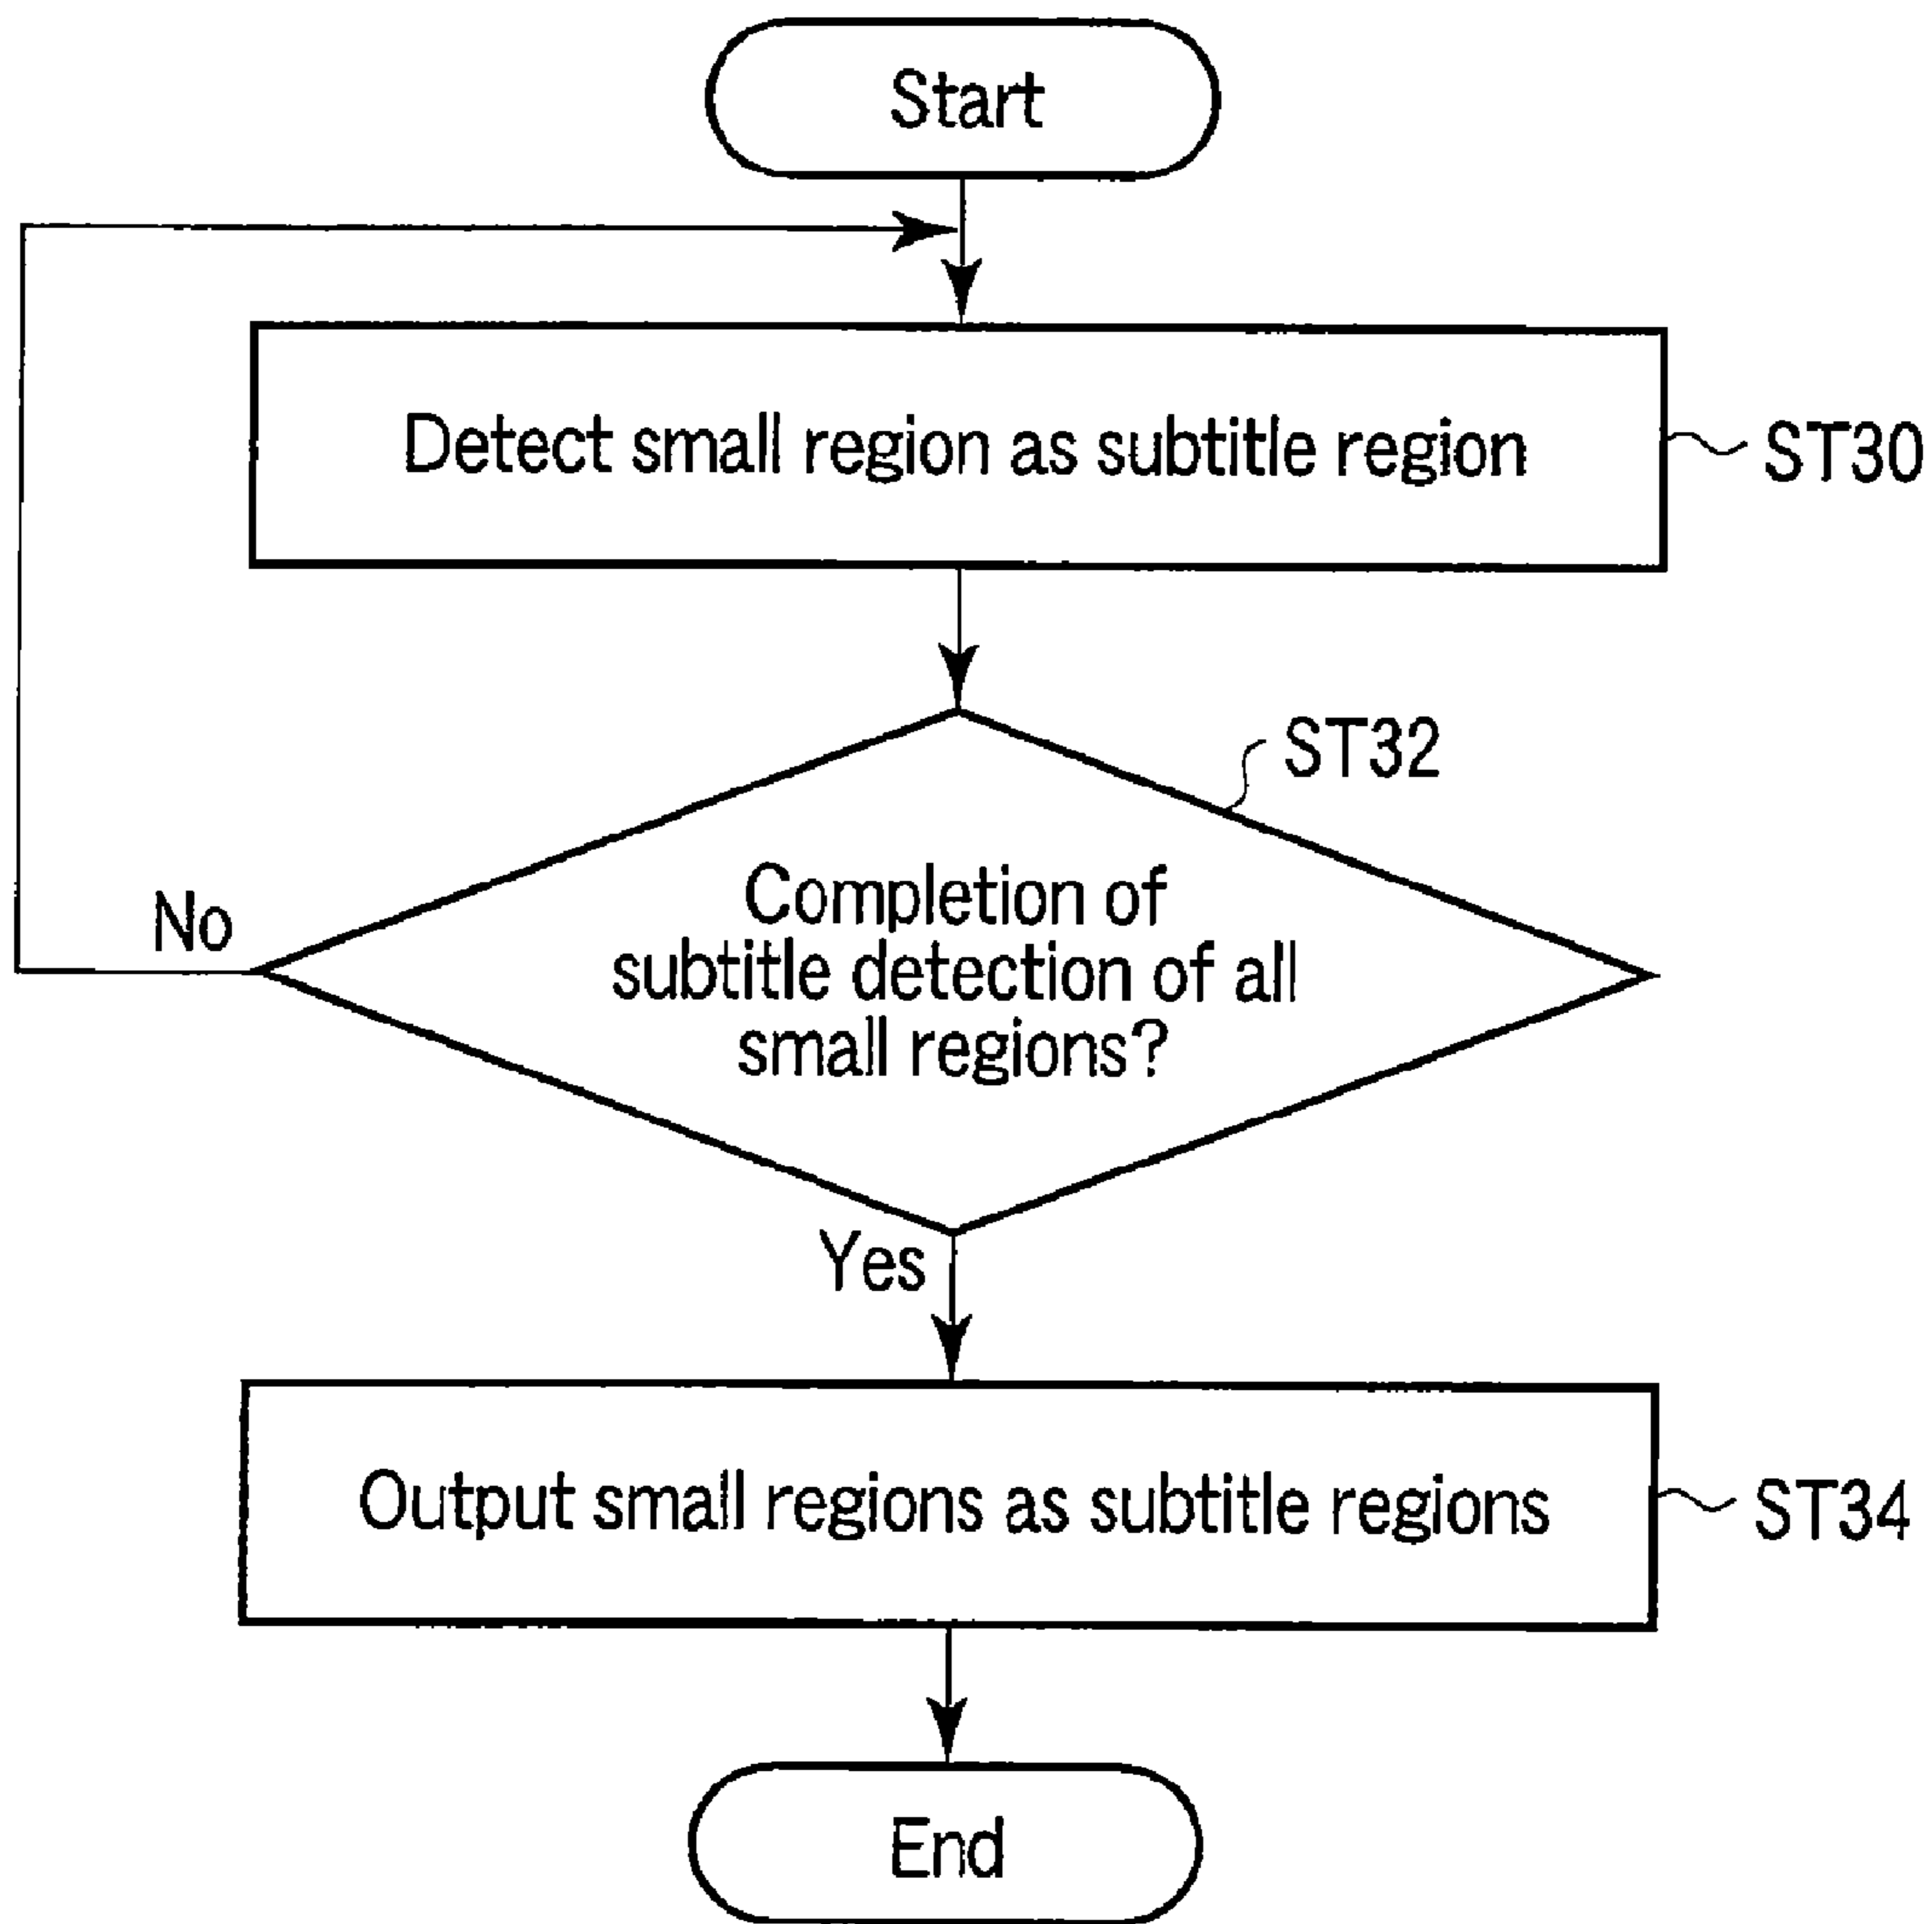 Start
Detect small region as subtitle region
ST30
ST32
Completion of
subtitle detection of all
small regions?
No
Yes
Output small regions as subtitle regions
ST34
End